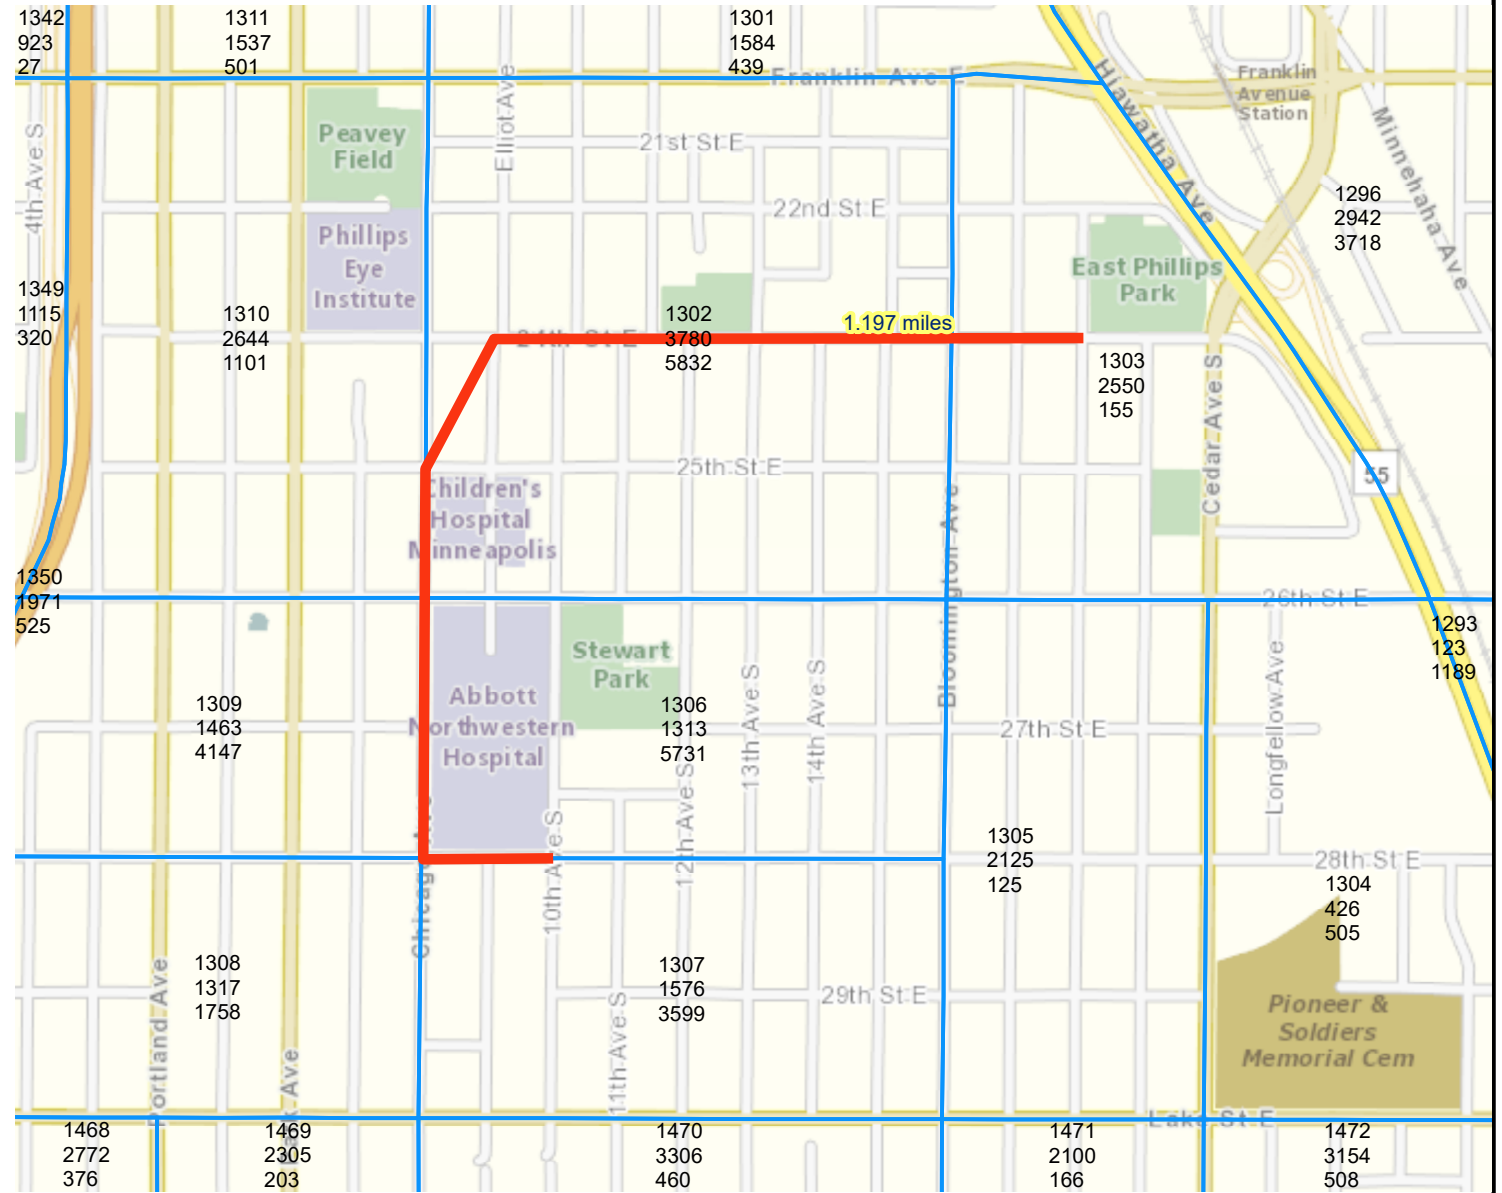 1342
923
27
1311
1537
501
1301
1584
439
Franklin Ave E
Franklin
Avenue
Station
Hiawatha Ave
Minnehaha Ave
4th Ave S
Elliot Ave
Peavey
Field
21st St E
22nd St E
1296
2942
3718
Phillips
Eye
Institute
East Phillips
Park
1349
1115
320
1310
2644
1101
24th St E
1302
3780
5832
1.197 miles
1303
2550
155
Cedar Ave S
25th St E
55
Children's
Hospital
Minneapolis
Bloomington Ave
1350
1971
525
26th St E
1293
123
1189
Stewart
Park
Abbott
Northwestern
Hospital
1309
1463
4147
1306
1313
5731
13th Ave S
14th Ave S
27th St E
Longfellow Ave
12th Ave S
10th Ave S
Chicago Ave
1305
2125
125
28th St E
1304
426
505
1308
1317
1758
1307
1576
3599
29th St E
Portland Ave
Park Ave
11th Ave S
Pioneer &
Soldiers
Memorial Cem
Lake St E
1468
2772
376
1469
2305
203
1470
3306
460
1471
2100
166
1472
3154
508